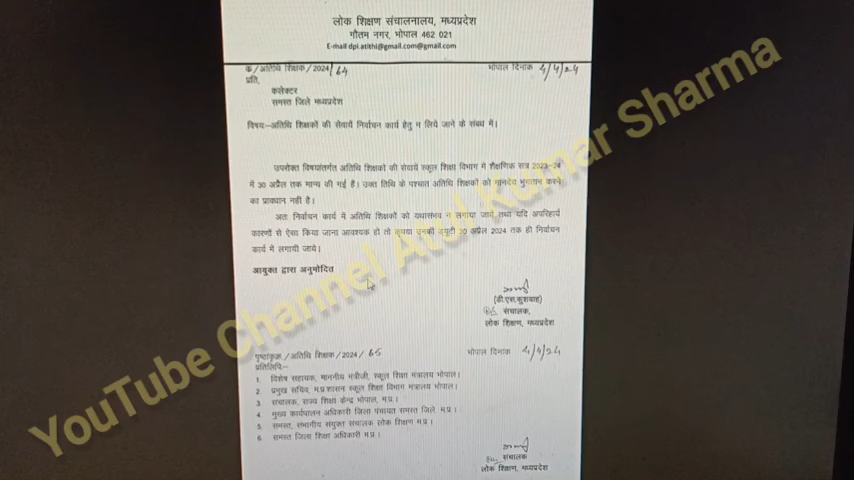 लोक शिक्षण संचालनालय, मध्यप्रदेश
गौतम नगर, भोपाल 462 021
E-mail dpi.atithi@gmail.com@gmail.com
क्र/अतिथि शिक्षक/2024/64 भोपाल दिनांक 4/4/24
प्रति,
कलेक्टर
समस्त जिले मध्यप्रदेश
विषय:-अतिथि शिक्षकों की सेवायें निर्वाचन कार्य हेतु न लिये जाने के संबंध में।
उपरोक्त विषयांतर्गत अतिथि शिक्षकों की सेवायें स्कूल शिक्षा विभाग में शैक्षणिक सत्र 2023-24
में 30 अप्रैल तक मान्य की गई है। उक्त तिथि के पश्चात अतिथि शिक्षकों को मानदेय भुगतान करने
का प्रावधान नहीं है।
अतः निर्वाचन कार्य में अतिथि शिक्षकों को यथासंभव न लगाया जाये तथा यदि अपरिहार्य
कारणों से ऐसा किया जाना आवश्यक हो तो कृपया उनकी ड्यूटी 30 अप्रैल 2024 तक ही निर्वाचन
कार्य में लगायी जाये।
आयुक्त द्वारा अनुमोदित
(डी.एस.कुशवाह)
संचालक,
लोक शिक्षण, मध्यप्रदेश
पृष्ठांकृक्र./अतिथि शिक्षक/2024/65 भोपाल दिनांक 4/4/24
प्रतिलिपि:-
1. विशेष सहायक, माननीय मंत्रीजी, स्कूल शिक्षा मंत्रालय भोपाल।
2. प्रमुख सचिव, म.प्र.शासन स्कूल शिक्षा विभाग मंत्रालय भोपाल।
3. संचालक, राज्य शिक्षा केन्द्र भोपाल, म.प्र.।
4. मुख्य कार्यपालन अधिकारी जिला पंचायत समस्त जिले, म.प्र.।
5. समस्त, संभागीय संयुक्त संचालक लोक शिक्षण म.प्र.।
6. समस्त जिला शिक्षा अधिकारी म.प्र.।
संचालक
लोक शिक्षण, मध्यप्रदेश
YouTube Channel Atul Kumar Sharma